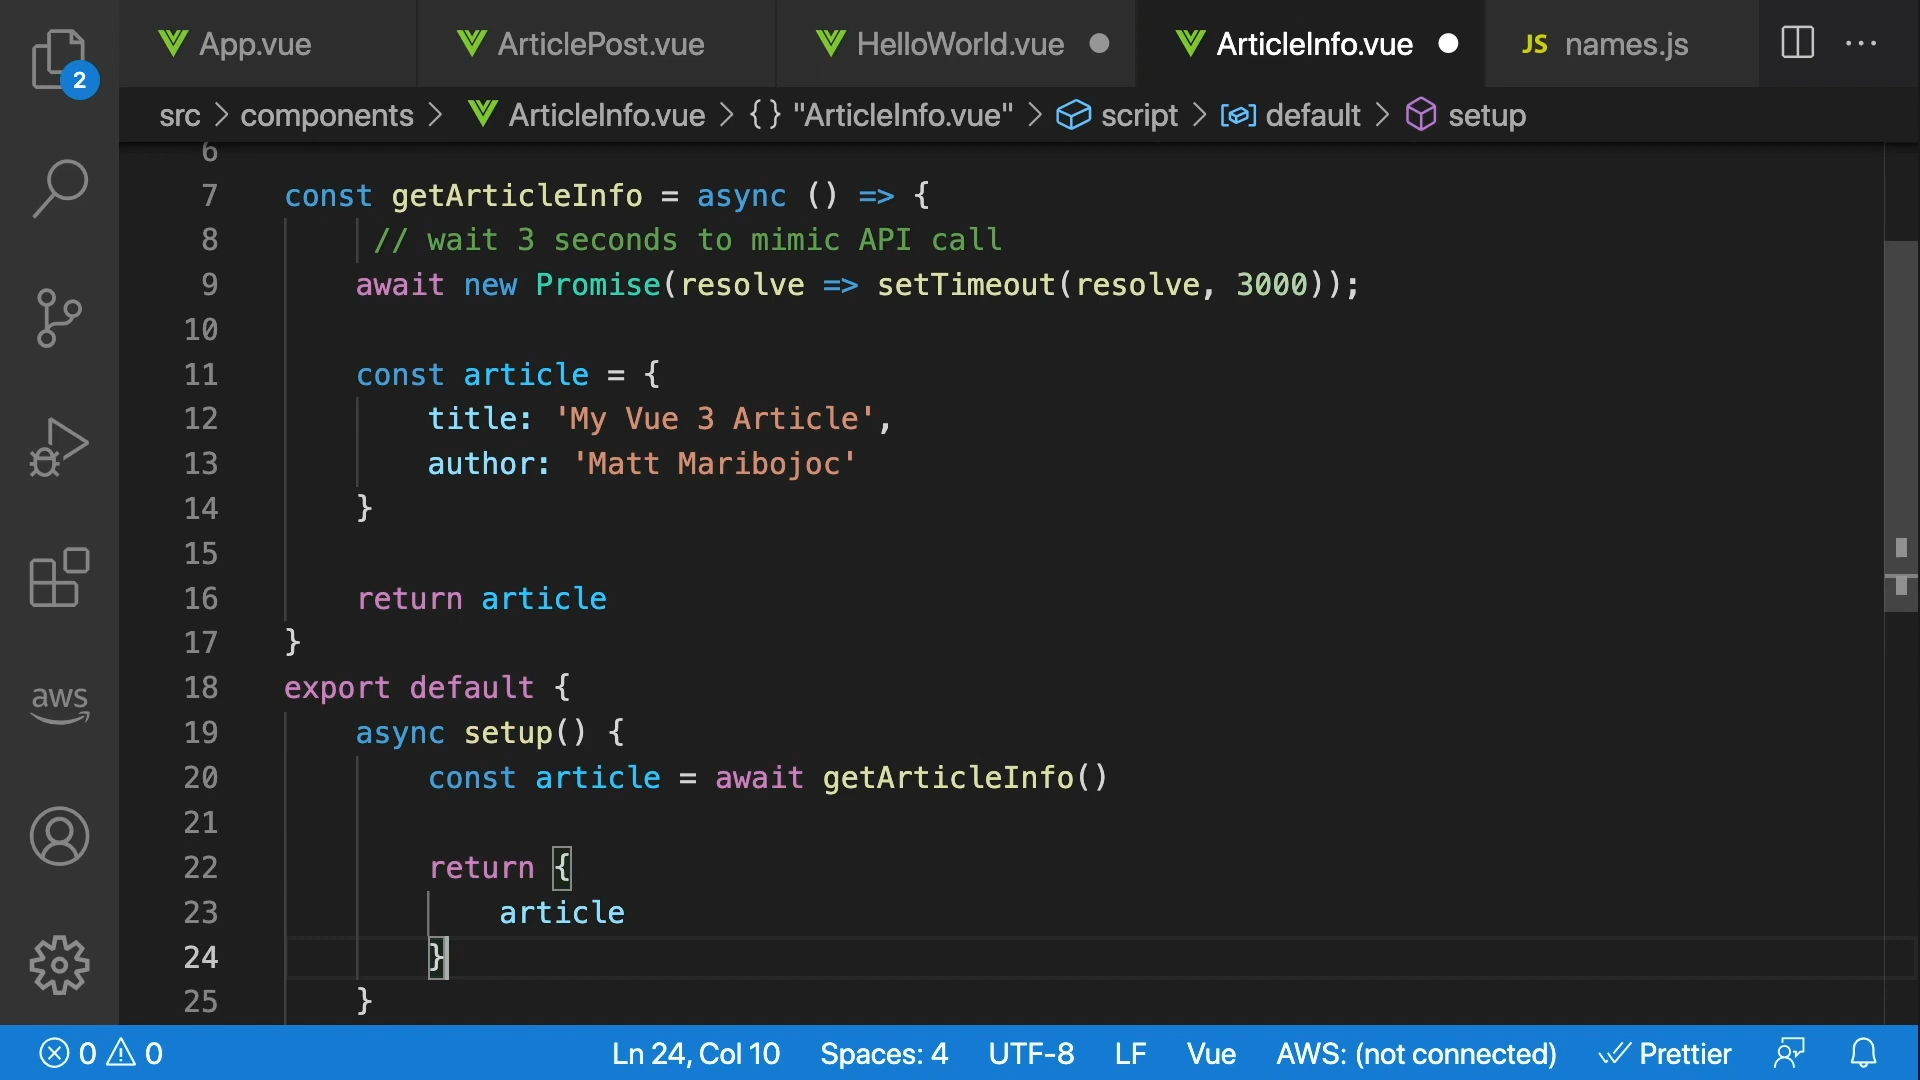 App.vue ArticlePost.vue HelloWorld.vue ArticleInfo.vue JS names.js
2
src > components > ArticleInfo.vue > {} "ArticleInfo.vue" > script > default > setup
6
7 const getArticleInfo = async () => {
8 // wait 3 seconds to mimic API call
9 await new Promise(resolve => setTimeout(resolve, 3000));
10
11 const article = {
12 title: 'My Vue 3 Article',
13 author: 'Matt Maribojoc'
14 }
15
16 return article
17 }
18 export default {
19 async setup() {
20 const article = await getArticleInfo()
21
22 return {
23 article
24 }
25 }
aws
0 0 Ln 24, Col 10 Spaces: 4 UTF-8 LF Vue AWS: (not connected) Prettier